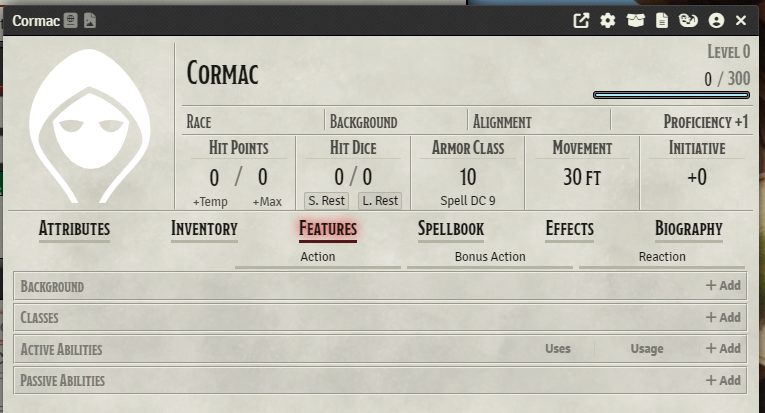 Cormac
Cormac
Level 0
0 / 300
Race Background Alignment Proficiency +1
Hit Points Hit Dice Armor Class Movement Initiative
0 / 0 0 / 0 10 30 ft +0
+Temp +Max S. Rest L. Rest Spell DC 9
Attributes Inventory Features Spellbook Effects Biography
Action Bonus Action Reaction
Background + Add
Classes + Add
Active Abilities Uses Usage + Add
Passive Abilities + Add